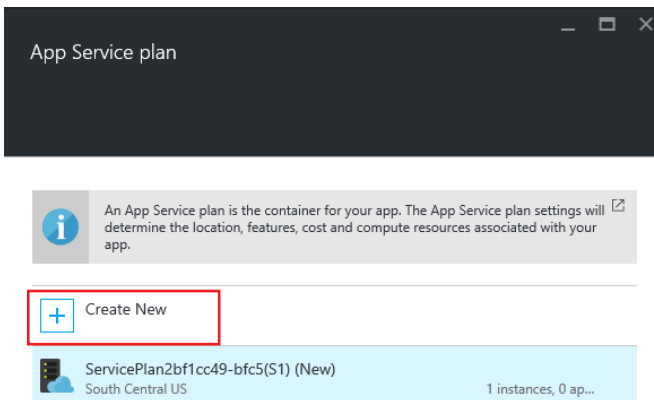 App Service plan
An App Service plan is the container for your app. The App Service plan settings will
determine the location, features, cost and compute resources associated with your
app.
Create New
ServicePlan2bf1cc49-bfc5(S1) (New)
South Central US
1 instances, 0 ap...